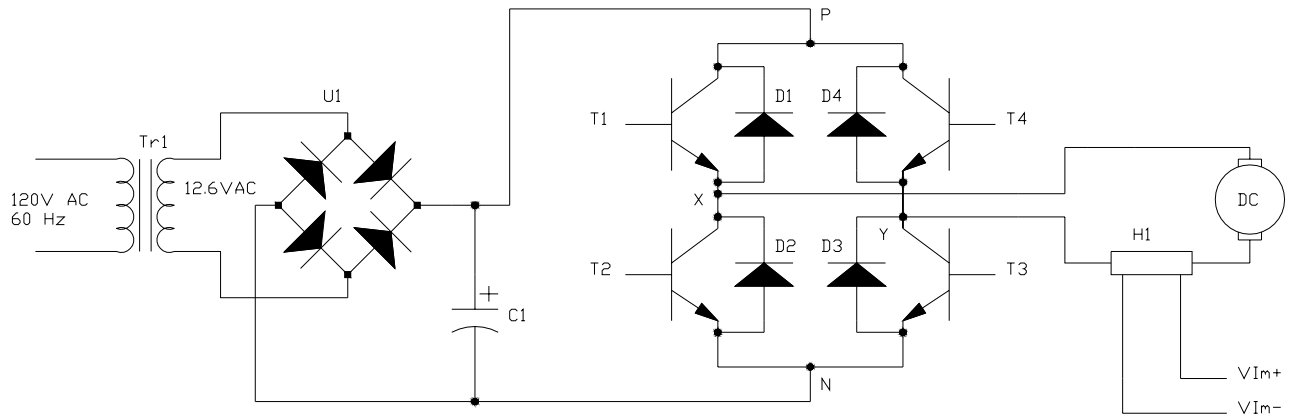 P
U1
D1
D4
T1
T4
Tr1
12.6VAC
120V AC
60 Hz
X
DC
Y
H1
D2
D3
T2
T3
+
C1
N
VIm+
VIm-